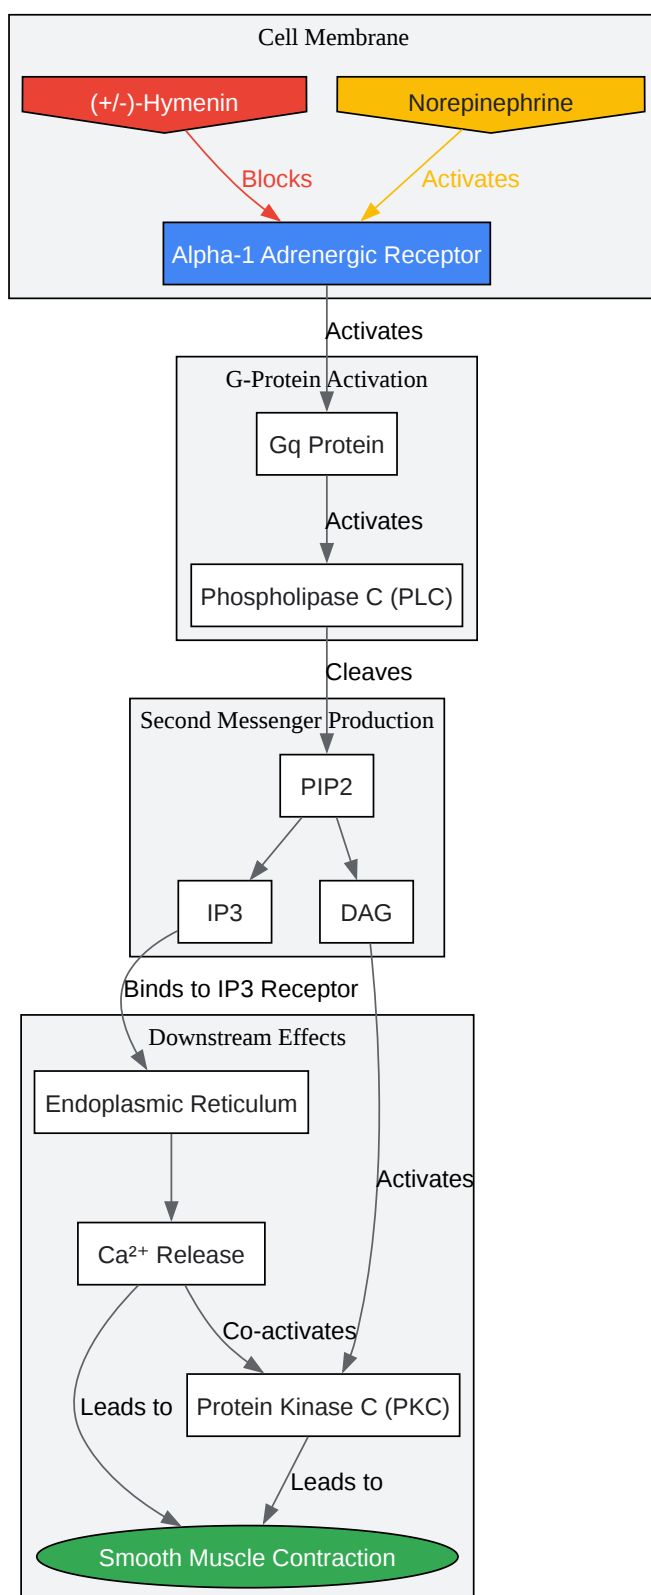 Cell Membrane
(+/-)-Hymenin
Norepinephrine
Blocks
Activates
Alpha-1 Adrenergic Receptor
Activates
G-Protein Activation
Gq Protein
Activates
Phospholipase C (PLC)
Cleaves
Second Messenger Production
PIP2
IP3
DAG
Binds to IP3 Receptor
Downstream Effects
Endoplasmic Reticulum
Activates
Ca²⁺ Release
Co-activates
Leads to
Protein Kinase C (PKC)
Leads to
Smooth Muscle Contraction